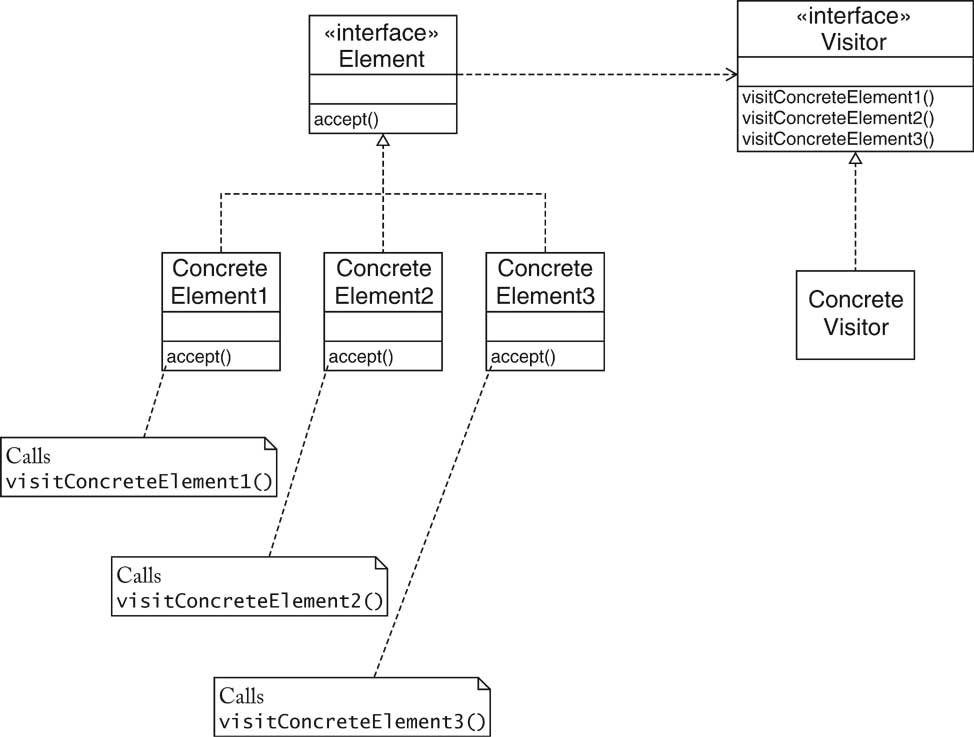 «interface»
Element
accept()
«interface»
Visitor
visitConcreteElement1()
visitConcreteElement2()
visitConcreteElement3()
Concrete
Element1
accept()
Concrete
Element2
accept()
Concrete
Element3
accept()
Concrete
Visitor
Calls
visitConcreteElement1()
Calls
visitConcreteElement2()
Calls
visitConcreteElement3()